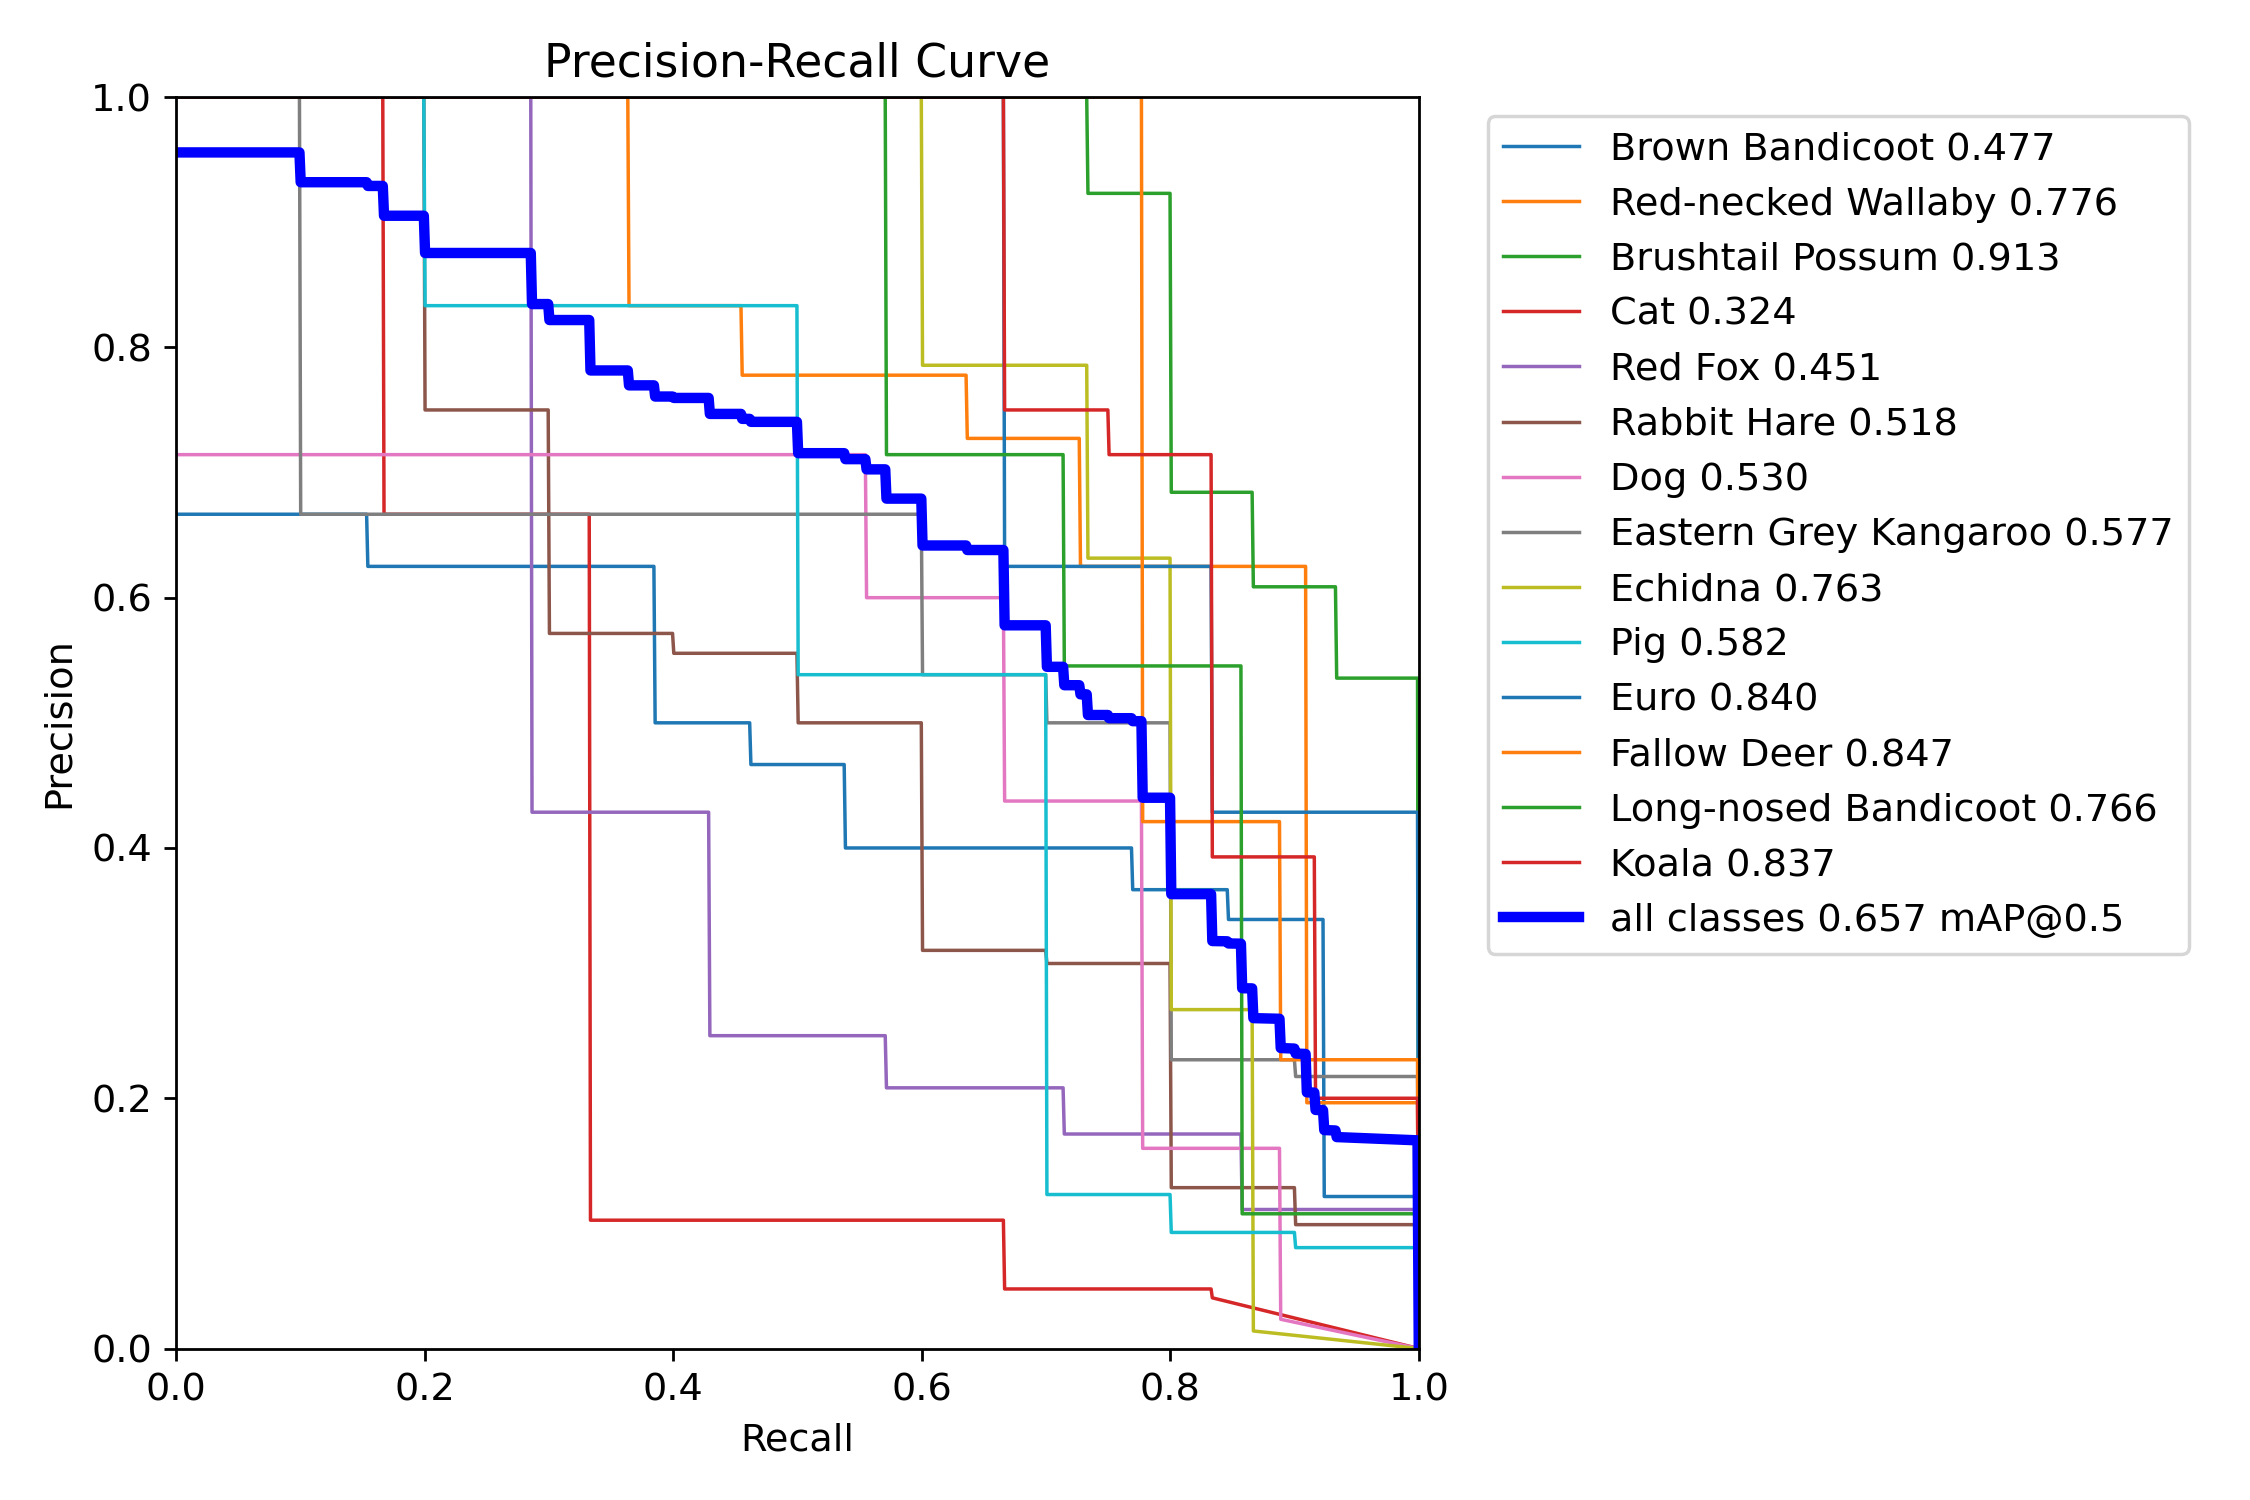 Precision-Recall Curve
1.0
0.8
0.6
0.4
0.2
0.0
Precision
0.0 0.2 0.4 0.6 0.8 1.0
Recall
Brown Bandicoot 0.477
Red-necked Wallaby 0.776
Brushtail Possum 0.913
Cat 0.324
Red Fox 0.451
Rabbit Hare 0.518
Dog 0.530
Eastern Grey Kangaroo 0.577
Echidna 0.763
Pig 0.582
Euro 0.840
Fallow Deer 0.847
Long-nosed Bandicoot 0.766
Koala 0.837
all classes 0.657 mAP@0.5